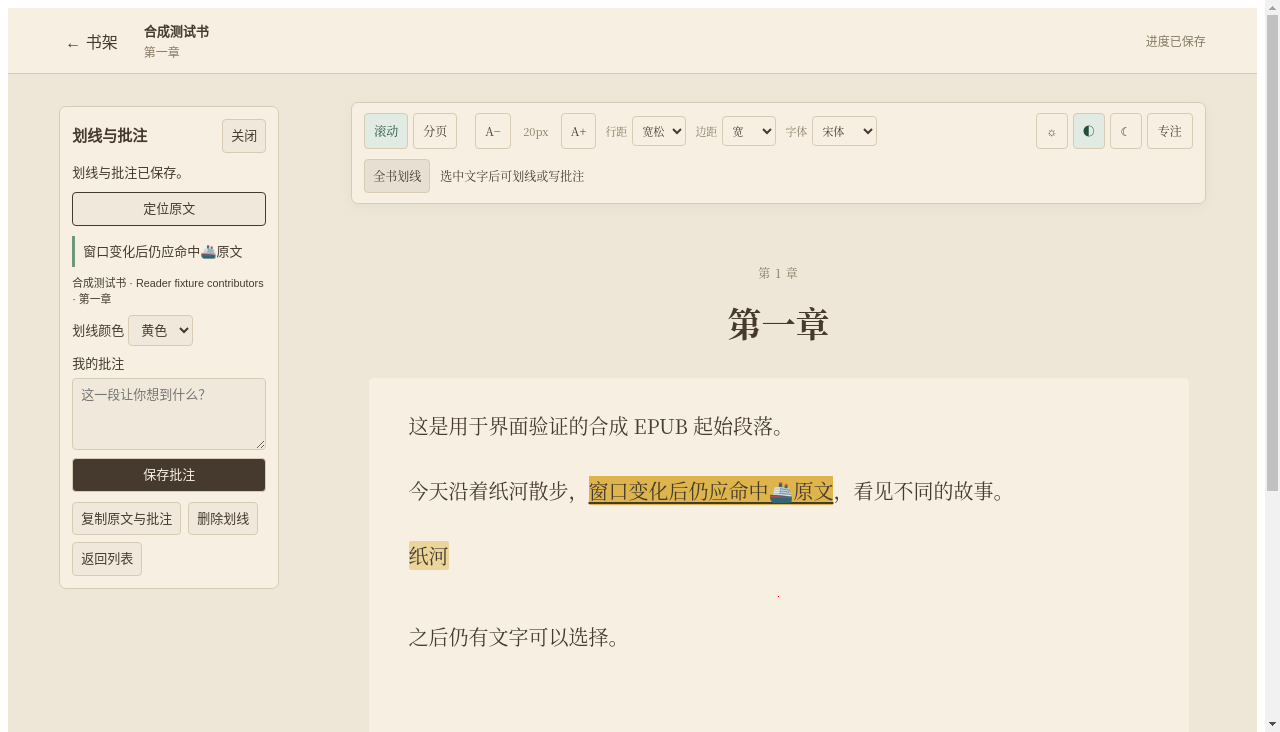 ← 书架
合成测试书
第一章
进度已保存
划线与批注
关闭
划线与批注已保存。
定位原文
窗口变化后仍应命中🚢原文
合成测试书 · Reader fixture contributors
· 第一章
划线颜色 黄色
我的批注
这一段让你想到什么?
保存批注
复制原文与批注 删除划线
返回列表
滚动 分页 A− 20px A+ 行距 宽松 边距 宽 字体 宋体 ☼ ◐ ☾ 专注
全书划线 选中文字后可划线或写批注
第 1 章
第一章
这是用于界面验证的合成 EPUB 起始段落。
今天沿着纸河散步，窗口变化后仍应命中🚢原文，看见不同的故事。
纸河
之后仍有文字可以选择。